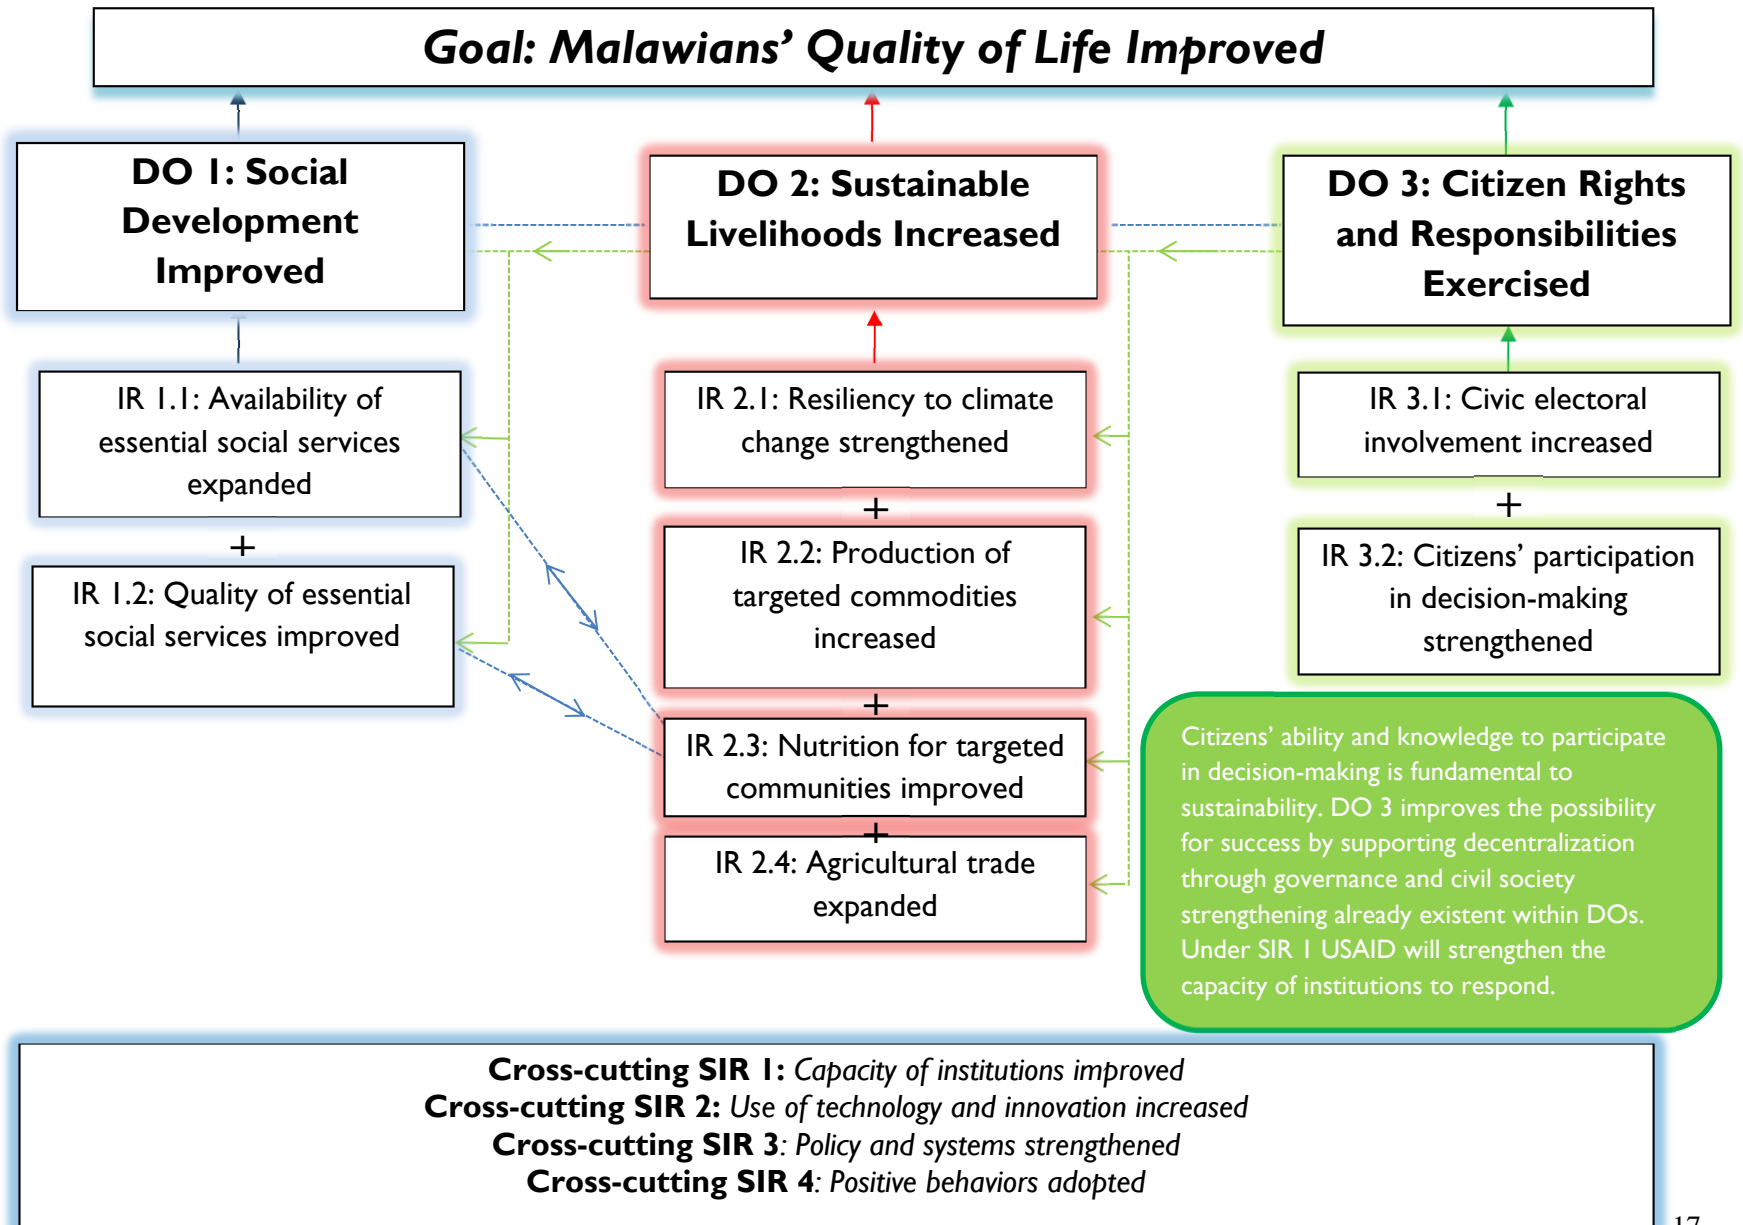 Goal: Malawians’ Quality of Life Improved
DO 1: Social
Development
Improved
DO 2: Sustainable
Livelihoods Increased
DO 3: Citizen Rights
and Responsibilities
Exercised
IR 1.1: Availability of
essential social services
expanded
+
IR 1.2: Quality of essential
social services improved
IR 2.1: Resiliency to climate
change strengthened
+
IR 2.2: Production of
targeted commodities
increased
+
IR 2.3: Nutrition for targeted
communities improved
+
IR 2.4: Agricultural trade
expanded
IR 3.1: Civic electoral
involvement increased
+
IR 3.2: Citizens’ participation
in decision-making
strengthened
Citizens’ ability and knowledge to participate
in decision-making is fundamental to
sustainability. DO 3 improves the possibility
for success by supporting decentralization
through governance and civil society
strengthening already existent within DOs.
Under SIR 1 USAID will strengthen the
capacity of institutions to respond.
Cross-cutting SIR 1: Capacity of institutions improved
Cross-cutting SIR 2: Use of technology and innovation increased
Cross-cutting SIR 3: Policy and systems strengthened
Cross-cutting SIR 4: Positive behaviors adopted
17